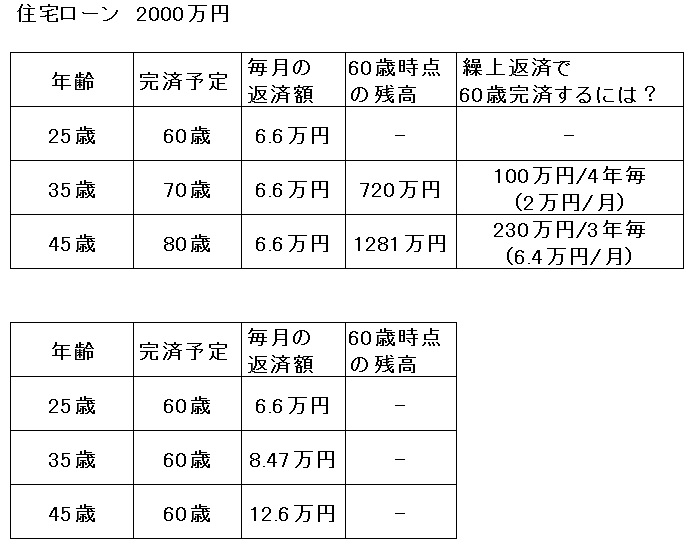 住宅ローン 2000万円
年齢 完済予定 毎月の返済額 60歳時点の残高 繰上返済で60歳完済するには？
25歳 60歳 6.6万円 － －
35歳 70歳 6.6万円 720万円 100万円/4年毎(2万円/月)
45歳 80歳 6.6万円 1281万円 230万円/3年毎(6.4万円/月)
年齢 完済予定 毎月の返済額 60歳時点の残高
25歳 60歳 6.6万円 －
35歳 60歳 8.47万円 －
45歳 60歳 12.6万円 －